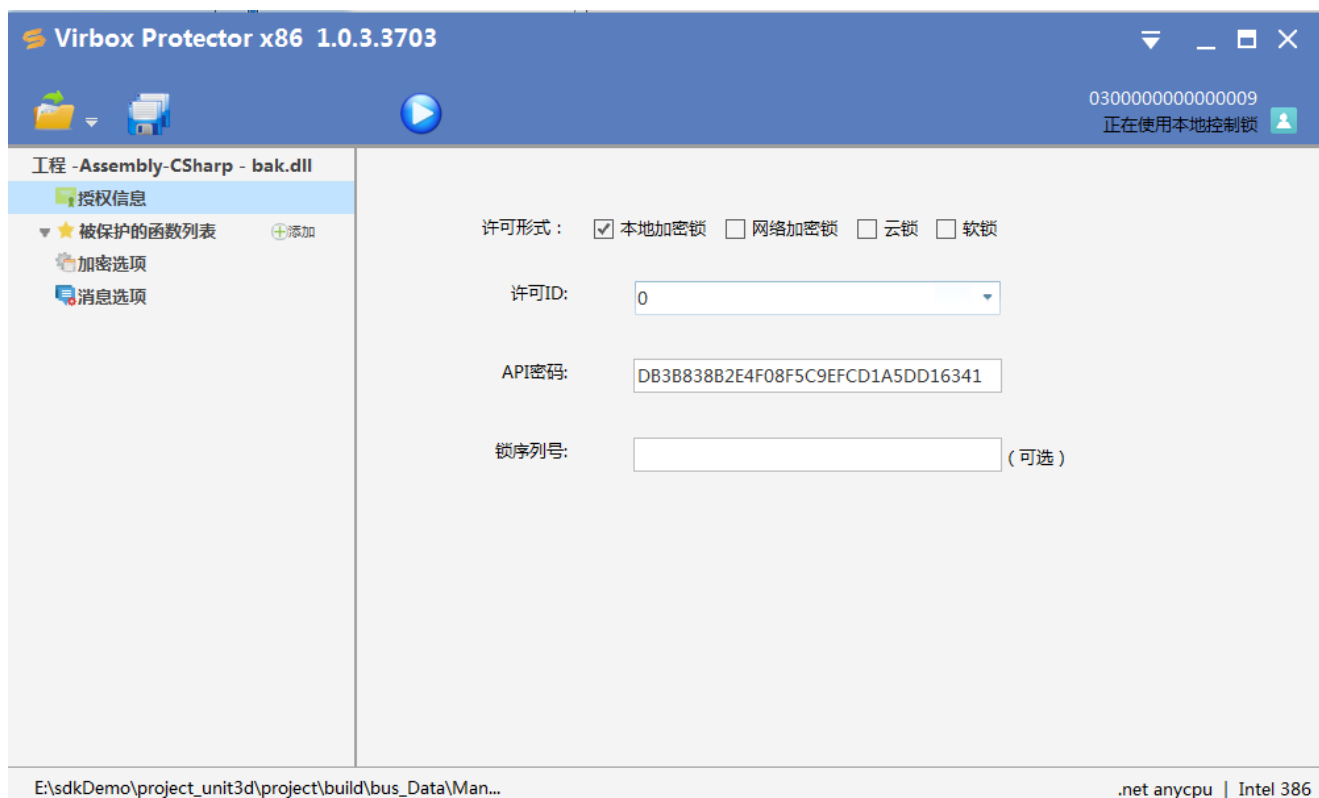 Virbox Protector x86 1.0.3.3703
0300000000000009
正在使用本地控制锁
工程 -Assembly-CSharp - bak.dll
授权信息
被保护的函数列表 添加
加密选项
消息选项
许可形式： 本地加密锁 网络加密锁 云锁 软锁
许可ID: 0
API密码: DB3B838B2E4F08F5C9EFCD1A5DD16341
锁序列号: （可选）
E:\sdkDemo\project_unit3d\project\build\bus_Data\Man... .net anycpu | Intel 386